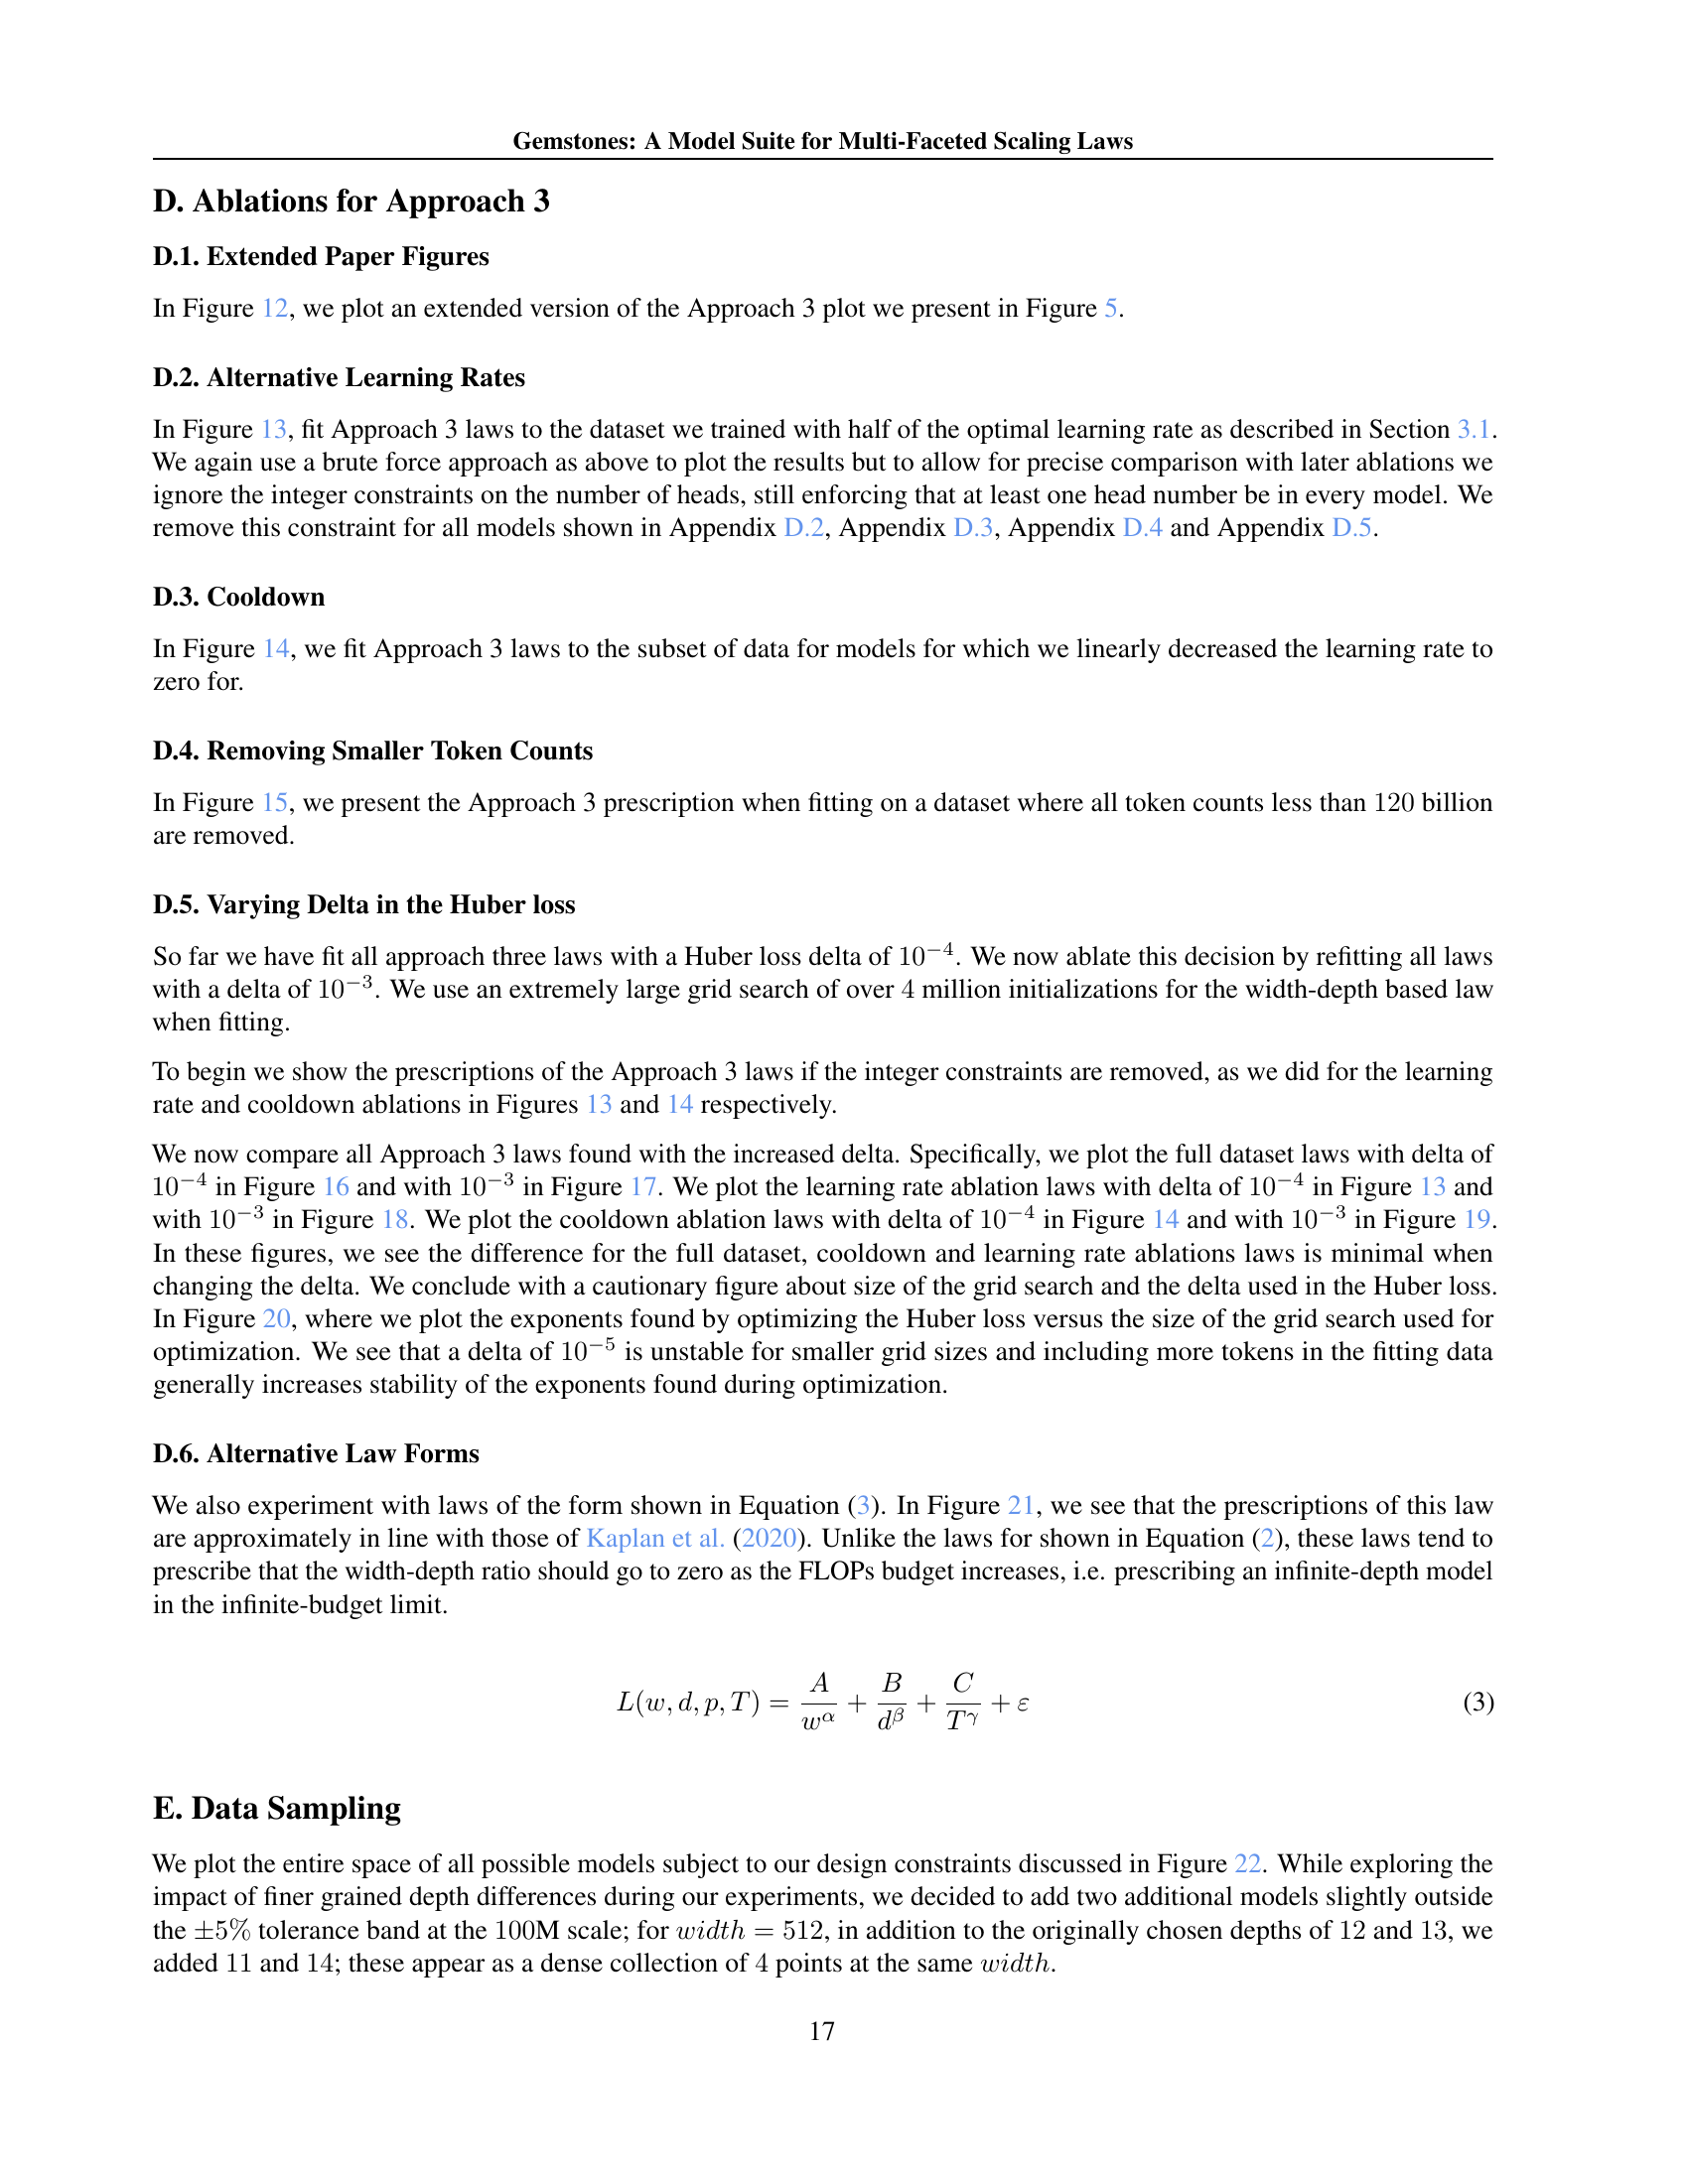 Gemstones: A Model Suite for Multi-Faceted Scaling Laws
D. Ablations for Approach 3
D.1. Extended Paper Figures
In Figure 12, we plot an extended version of the Approach 3 plot we present in Figure 5.
D.2. Alternative Learning Rates
In Figure 13, fit Approach 3 laws to the dataset we trained with half of the optimal learning rate as described in Section 3.1.
We again use a brute force approach as above to plot the results but to allow for precise comparison with later ablations we
ignore the integer constraints on the number of heads, still enforcing that at least one head number be in every model. We
remove this constraint for all models shown in Appendix D.2, Appendix D.3, Appendix D.4 and Appendix D.5.
D.3. Cooldown
In Figure 14, we fit Approach 3 laws to the subset of data for models for which we linearly decreased the learning rate to
zero for.
D.4. Removing Smaller Token Counts
In Figure 15, we present the Approach 3 prescription when fitting on a dataset where all token counts less than 120 billion
are removed.
D.5. Varying Delta in the Huber loss
So far we have fit all approach three laws with a Huber loss delta of 10⁻⁴. We now ablate this decision by refitting all laws
with a delta of 10⁻³. We use an extremely large grid search of over 4 million initializations for the width-depth based law
when fitting.
To begin we show the prescriptions of the Approach 3 laws if the integer constraints are removed, as we did for the learning
rate and cooldown ablations in Figures 13 and 14 respectively.
We now compare all Approach 3 laws found with the increased delta. Specifically, we plot the full dataset laws with delta of
10⁻⁴ in Figure 16 and with 10⁻³ in Figure 17. We plot the learning rate ablation laws with delta of 10⁻⁴ in Figure 13 and
with 10⁻³ in Figure 18. We plot the cooldown ablation laws with delta of 10⁻⁴ in Figure 14 and with 10⁻³ in Figure 19.
In these figures, we see the difference for the full dataset, cooldown and learning rate ablations laws is minimal when
changing the delta. We conclude with a cautionary figure about size of the grid search and the delta used in the Huber loss.
In Figure 20, where we plot the exponents found by optimizing the Huber loss versus the size of the grid search used for
optimization. We see that a delta of 10⁻⁵ is unstable for smaller grid sizes and including more tokens in the fitting data
generally increases stability of the exponents found during optimization.
D.6. Alternative Law Forms
We also experiment with laws of the form shown in Equation (3). In Figure 21, we see that the prescriptions of this law
are approximately in line with those of Kaplan et al. (2020). Unlike the laws for shown in Equation (2), these laws tend to
prescribe that the width-depth ratio should go to zero as the FLOPs budget increases, i.e. prescribing an infinite-depth model
in the infinite-budget limit.
L(w, d, p, T) = A/w^α + B/d^β + C/T^γ + ε (3)
E. Data Sampling
We plot the entire space of all possible models subject to our design constraints discussed in Figure 22. While exploring the
impact of finer grained depth differences during our experiments, we decided to add two additional models slightly outside
the ±5% tolerance band at the 100M scale; for width = 512, in addition to the originally chosen depths of 12 and 13, we
added 11 and 14; these appear as a dense collection of 4 points at the same width.
17